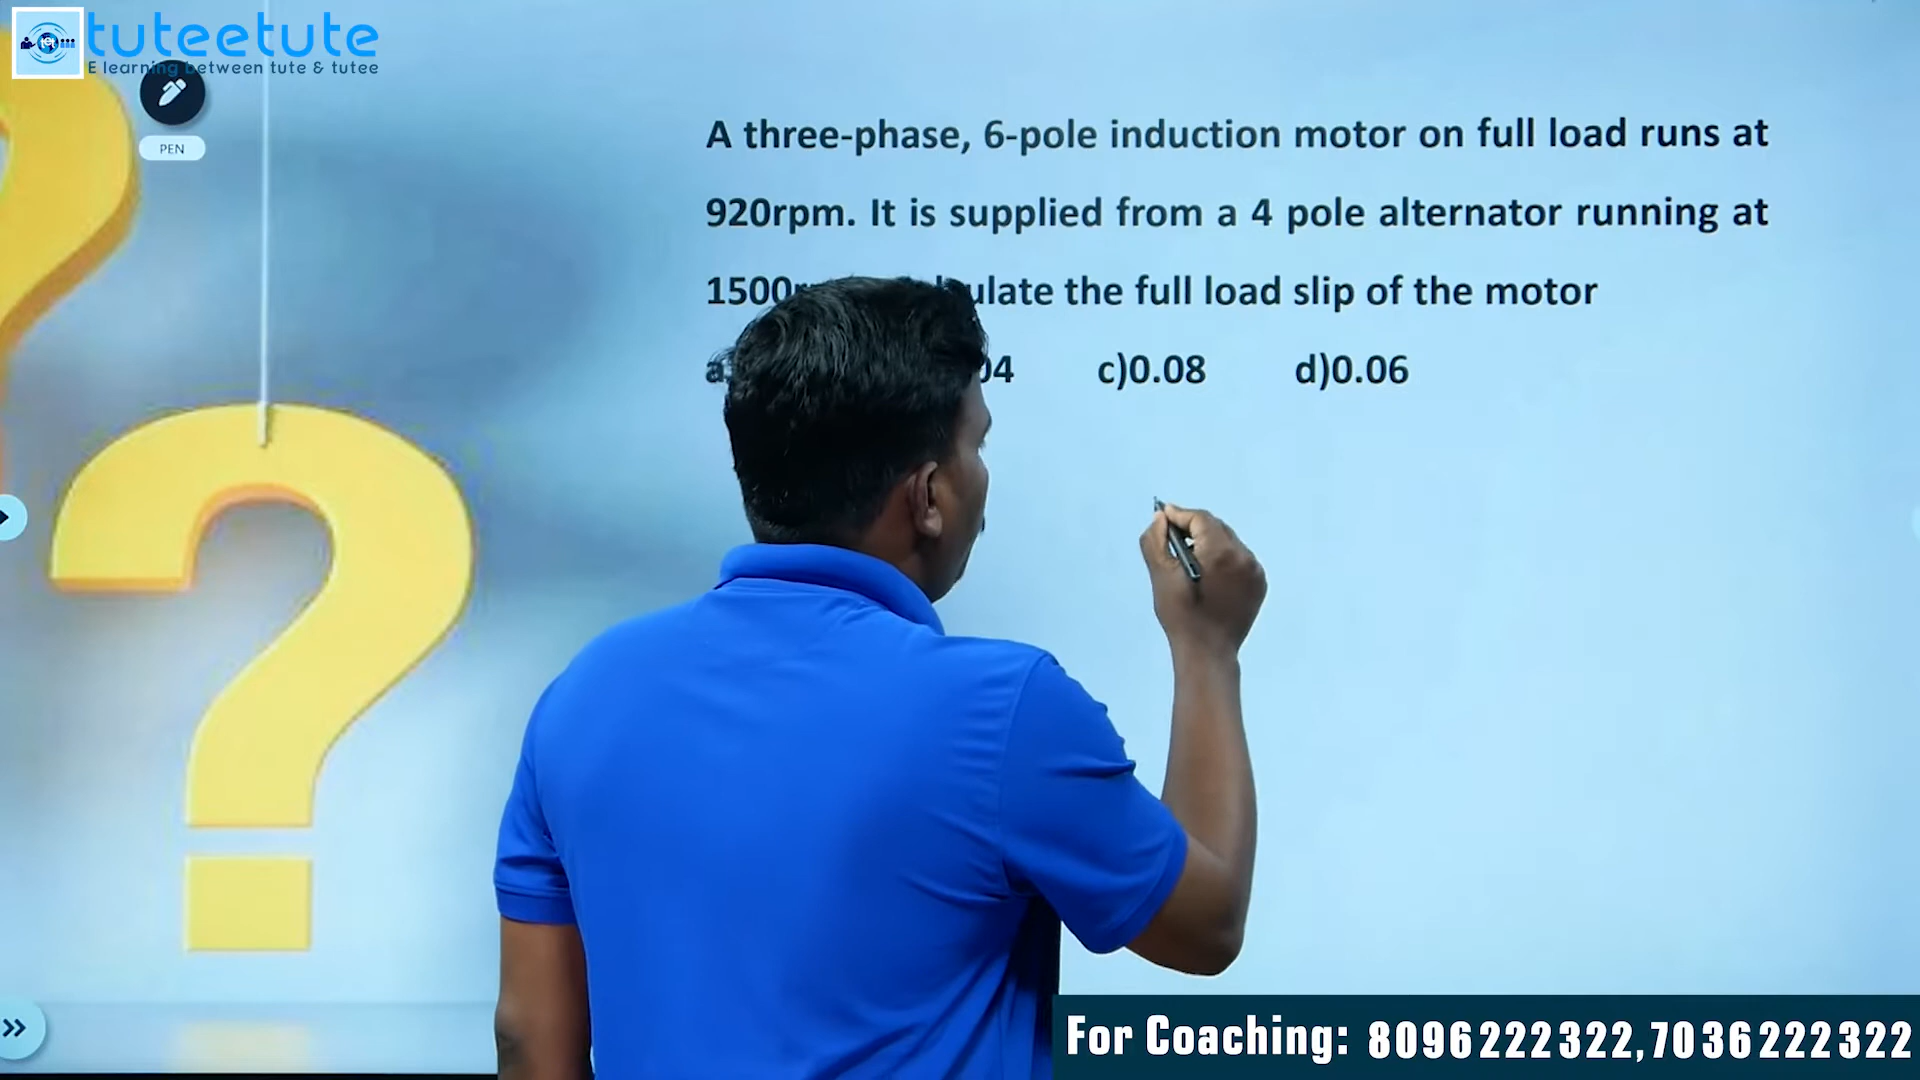 tuteetute
E learning between tute & tutee
PEN
A three-phase, 6-pole induction motor on full load runs at
920rpm. It is supplied from a 4 pole alternator running at
1500 the full load slip of the motor
c)0.08 d)0.06
For Coaching: 8096222322,7036222322